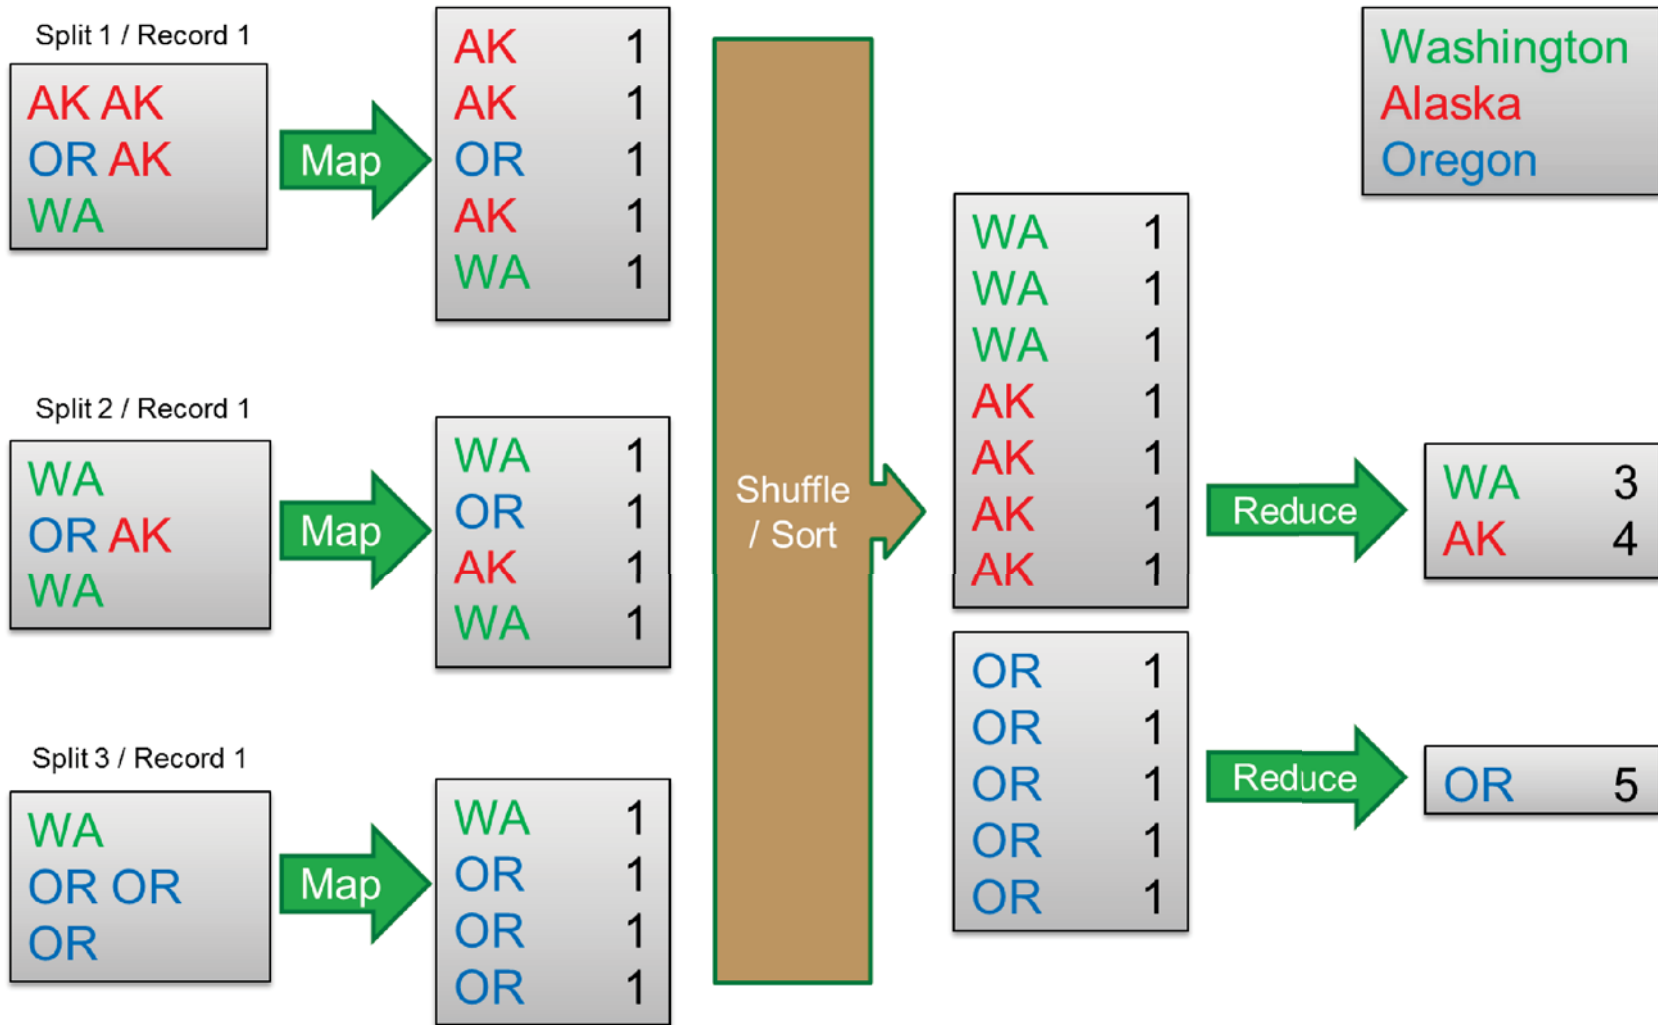 Split 1 / Record 1
AK AK
OR AK
WA
Map
AK 1
AK 1
OR 1
AK 1
WA 1
Split 2 / Record 1
WA
OR AK
WA
Map
WA 1
OR 1
AK 1
WA 1
Split 3 / Record 1
WA
OR OR
OR
Map
WA 1
OR 1
OR 1
OR 1
Shuffle
/ Sort
WA 1
WA 1
WA 1
AK 1
AK 1
AK 1
AK 1
OR 1
OR 1
OR 1
OR 1
OR 1
Reduce
WA 3
AK 4
Reduce
OR 5
Washington
Alaska
Oregon